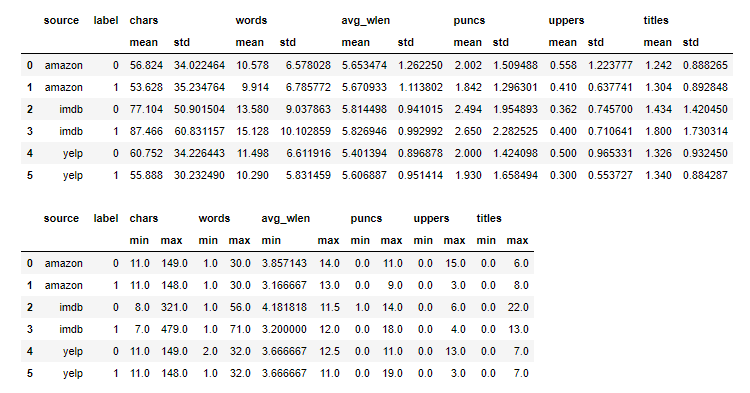 source label chars words avg_wlen puncs uppers titles
mean std mean std mean std mean std mean std mean std
0 amazon 0 56.824 34.022464 10.578 6.578028 5.653474 1.262250 2.002 1.509488 0.558 1.223777 1.242 0.888265
1 amazon 1 53.628 35.234764 9.914 6.785772 5.670933 1.113802 1.842 1.296301 0.410 0.637741 1.304 0.892848
2 imdb 0 77.104 50.901504 13.580 9.037863 5.814498 0.941015 2.494 1.954893 0.362 0.745700 1.434 1.420450
3 imdb 1 87.466 60.831157 15.128 10.102859 5.826946 0.992992 2.650 2.282525 0.400 0.710641 1.800 1.730314
4 yelp 0 60.752 34.226443 11.498 6.611916 5.401394 0.896878 2.000 1.424098 0.500 0.965331 1.326 0.932450
5 yelp 1 55.888 30.232490 10.290 5.831459 5.606887 0.951414 1.930 1.658494 0.300 0.553727 1.340 0.884287
source label chars words avg_wlen puncs uppers titles
min max min max min max min max min max min max
0 amazon 0 11.0 149.0 1.0 30.0 3.857143 14.0 0.0 11.0 0.0 15.0 0.0 6.0
1 amazon 1 11.0 148.0 1.0 30.0 3.166667 13.0 0.0 9.0 0.0 3.0 0.0 8.0
2 imdb 0 8.0 321.0 1.0 56.0 4.181818 11.5 1.0 14.0 0.0 6.0 0.0 22.0
3 imdb 1 7.0 479.0 1.0 71.0 3.200000 12.0 0.0 18.0 0.0 4.0 0.0 13.0
4 yelp 0 11.0 149.0 2.0 32.0 3.666667 12.5 0.0 11.0 0.0 13.0 0.0 7.0
5 yelp 1 11.0 148.0 1.0 32.0 3.666667 11.0 0.0 19.0 0.0 3.0 0.0 7.0